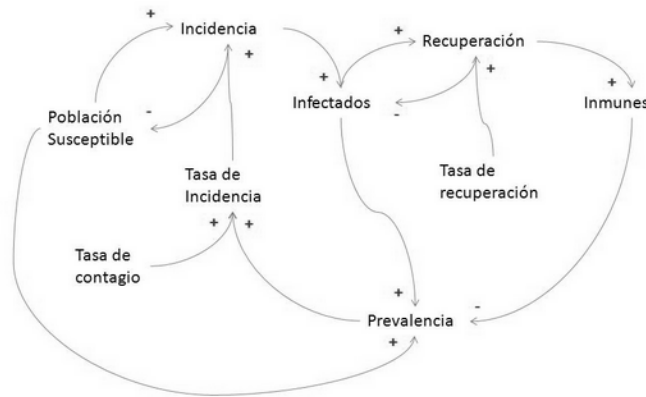 +
Incidencia
+
+
Recuperación
+
+
+
-
Población
Susceptible
Infectados
-
Inmunes
Tasa de
Incidencia
Tasa de
recuperación
+
+
Tasa de
contagio
+
-
Prevalencia
+